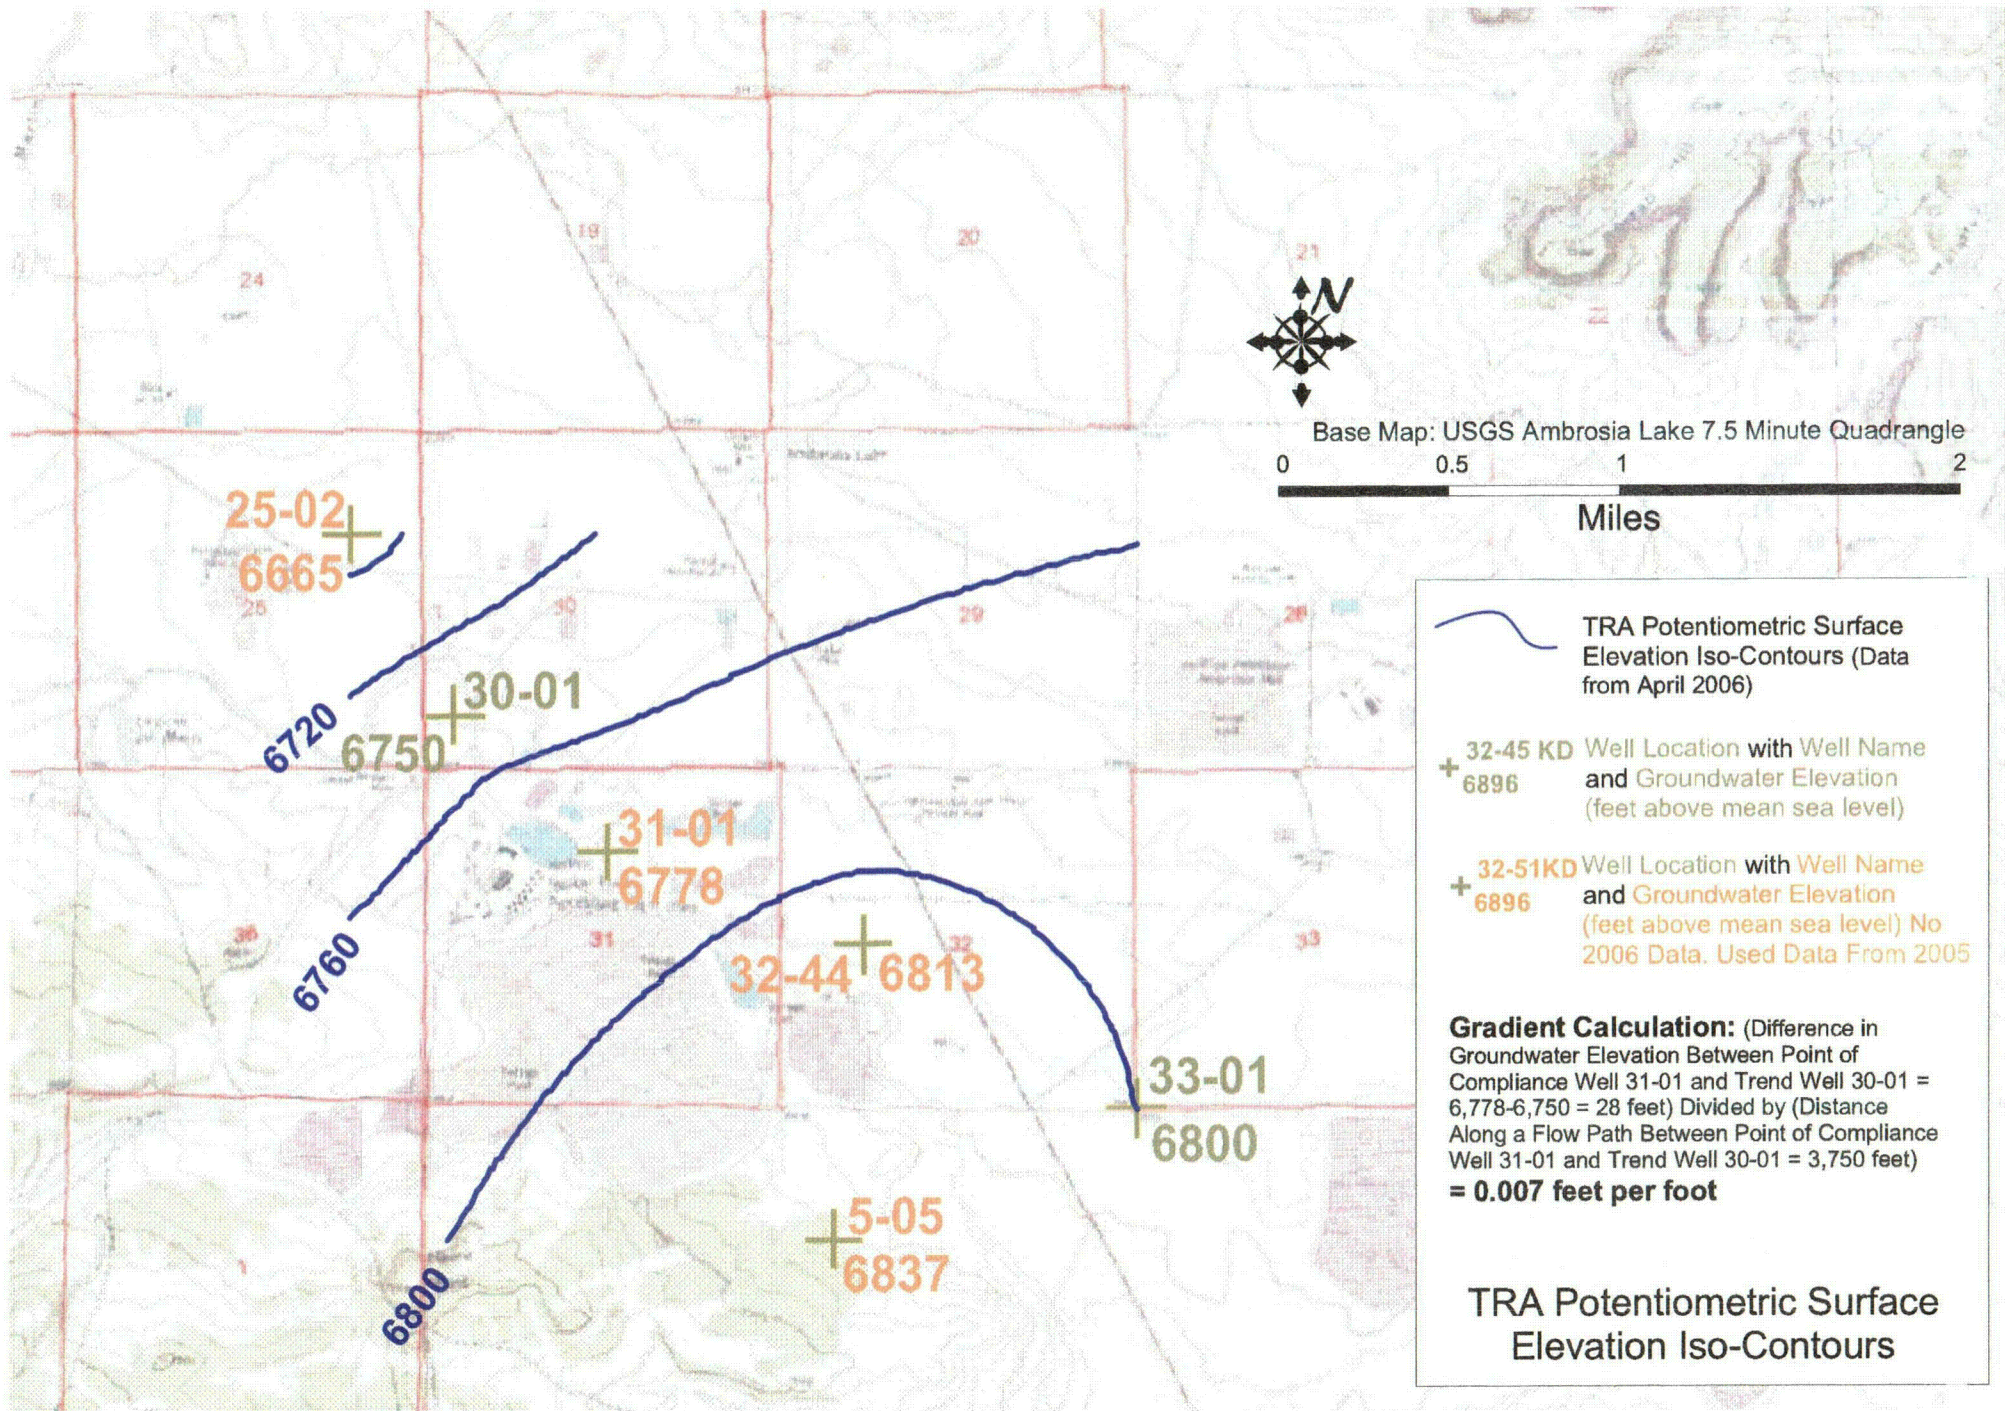 19
20
21
24
22
N
Base Map: USGS Ambrosia Lake 7.5 Minute Quadrangle
0 0.5 1 2
Miles
25-02
6665
25
30
29
28
30-01
6750
6720
31-01
6778
31
36
6760
32-44 6813
32
33
33-01
6800
5-05
6837
6800
1
TRA Potentiometric Surface
Elevation Iso-Contours (Data
from April 2006)
32-45 KD Well Location with Well Name
6896 and Groundwater Elevation
(feet above mean sea level)
32-51KD Well Location with Well Name
6896 and Groundwater Elevation
(feet above mean sea level) No
2006 Data. Used Data From 2005
Gradient Calculation: (Difference in
Groundwater Elevation Between Point of
Compliance Well 31-01 and Trend Well 30-01 =
6,778-6,750 = 28 feet) Divided by (Distance
Along a Flow Path Between Point of Compliance
Well 31-01 and Trend Well 30-01 = 3,750 feet)
= 0.007 feet per foot
TRA Potentiometric Surface
Elevation Iso-Contours